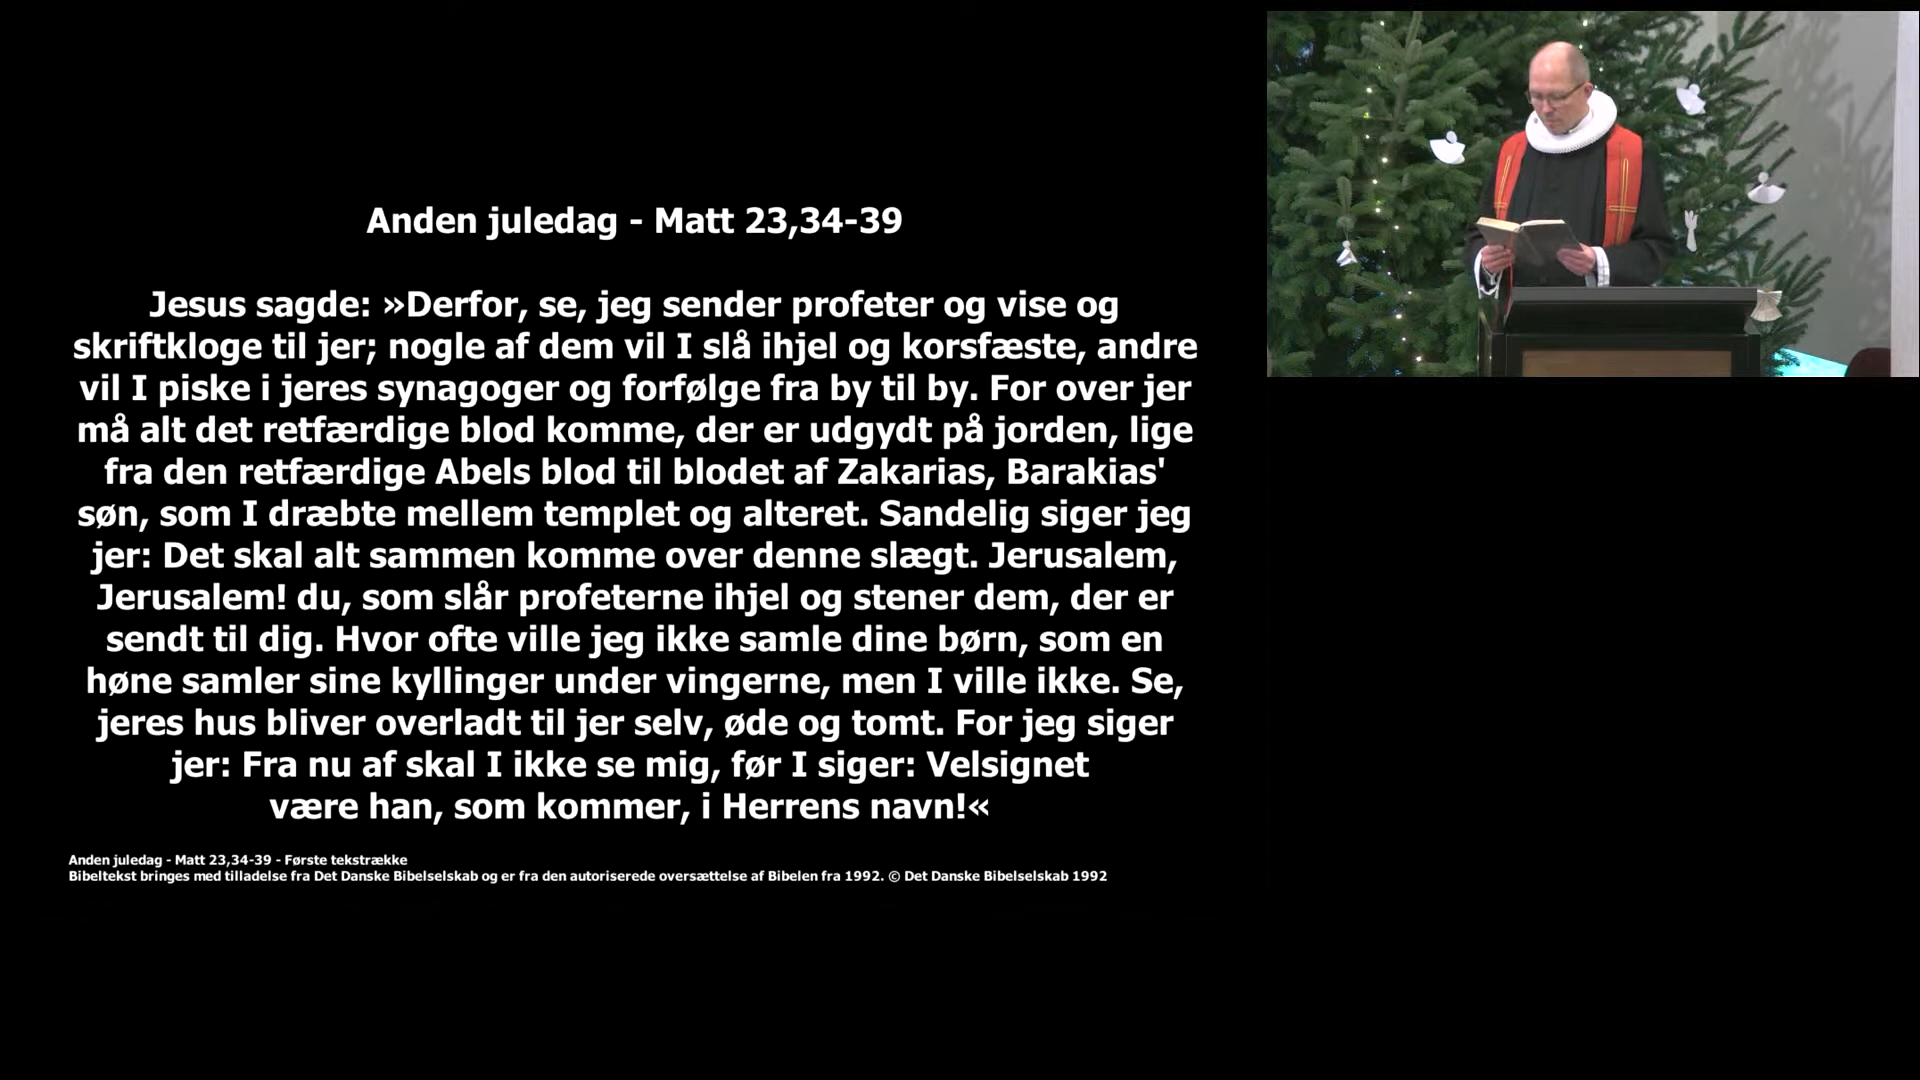 Anden juledag - Matt 23,34-39
Jesus sagde: »Derfor, se, jeg sender profeter og vise og
skriftkloge til jer; nogle af dem vil I slå ihjel og korsfæste, andre
vil I piske i jeres synagoger og forfølge fra by til by. For over jer
må alt det retfærdige blod komme, der er udgydt på jorden, lige
fra den retfærdige Abels blod til blodet af Zakarias, Barakias'
søn, som I dræbte mellem templet og alteret. Sandelig siger jeg
jer: Det skal alt sammen komme over denne slægt. Jerusalem,
Jerusalem! du, som slår profeterne ihjel og stener dem, der er
sendt til dig. Hvor ofte ville jeg ikke samle dine børn, som en
høne samler sine kyllinger under vingerne, men I ville ikke. Se,
jeres hus bliver overladt til jer selv, øde og tomt. For jeg siger
jer: Fra nu af skal I ikke se mig, før I siger: Velsignet
være han, som kommer, i Herrens navn!«
Anden juledag - Matt 23,34-39 - Første tekstrække
Bibeltekst bringes med tilladelse fra Det Danske Bibelselskab og er fra den autoriserede oversættelse af Bibelen fra 1992. © Det Danske Bibelselskab 1992